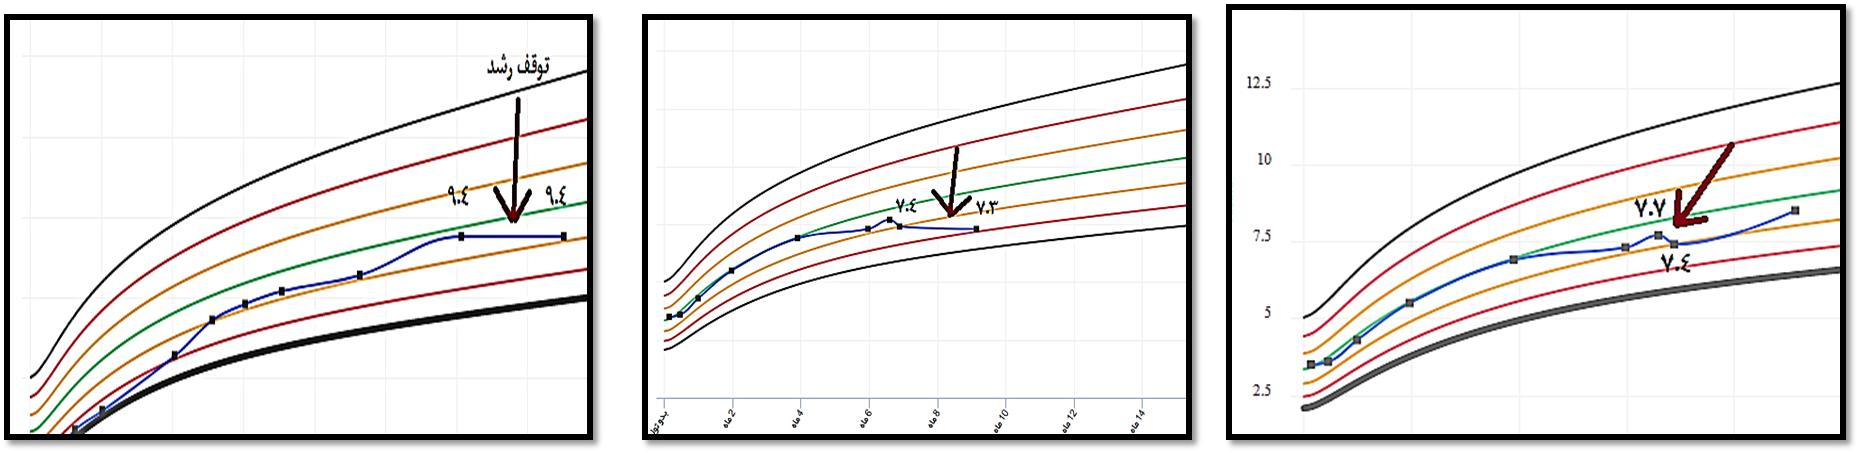 توقف رشد
۹.٤ ۹.٤
۷.٤ ۷.۳
2 ماه
4 ماه
6 ماه
8 ماه
10 ماه
12 ماه
14 ماه
12.5
10
۷.۷
7.5
۷.٤
5
2.5